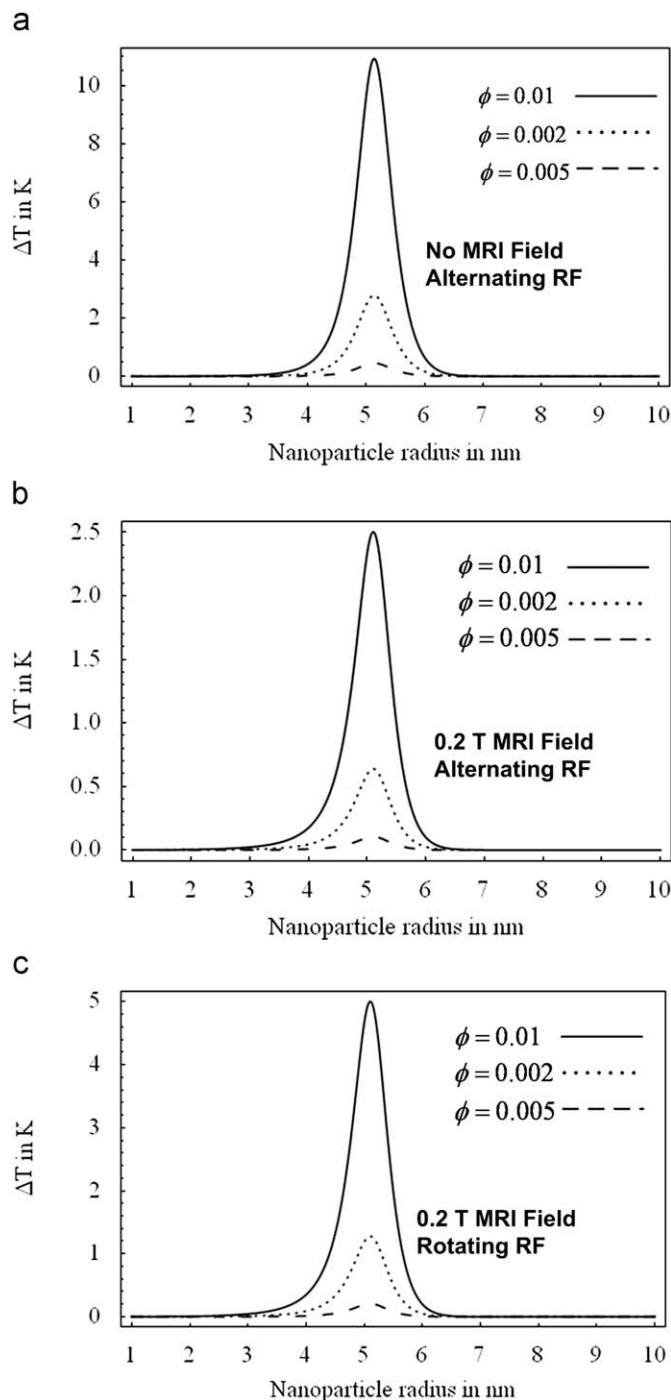 a
10
8
6
4
2
0
ΔT in K
ϕ = 0.01
ϕ = 0.002
ϕ = 0.005
No MRI Field
Alternating RF
1 2 3 4 5 6 7 8 9 10
Nanoparticle radius in nm
b
2.5
2.0
1.5
1.0
0.5
0.0
ΔT in K
ϕ = 0.01
ϕ = 0.002
ϕ = 0.005
0.2 T MRI Field
Alternating RF
1 2 3 4 5 6 7 8 9 10
Nanoparticle radius in nm
c
5
4
3
2
1
0
ΔT in K
ϕ = 0.01
ϕ = 0.002
ϕ = 0.005
0.2 T MRI Field
Rotating RF
1 2 3 4 5 6 7 8 9 10
Nanoparticle radius in nm